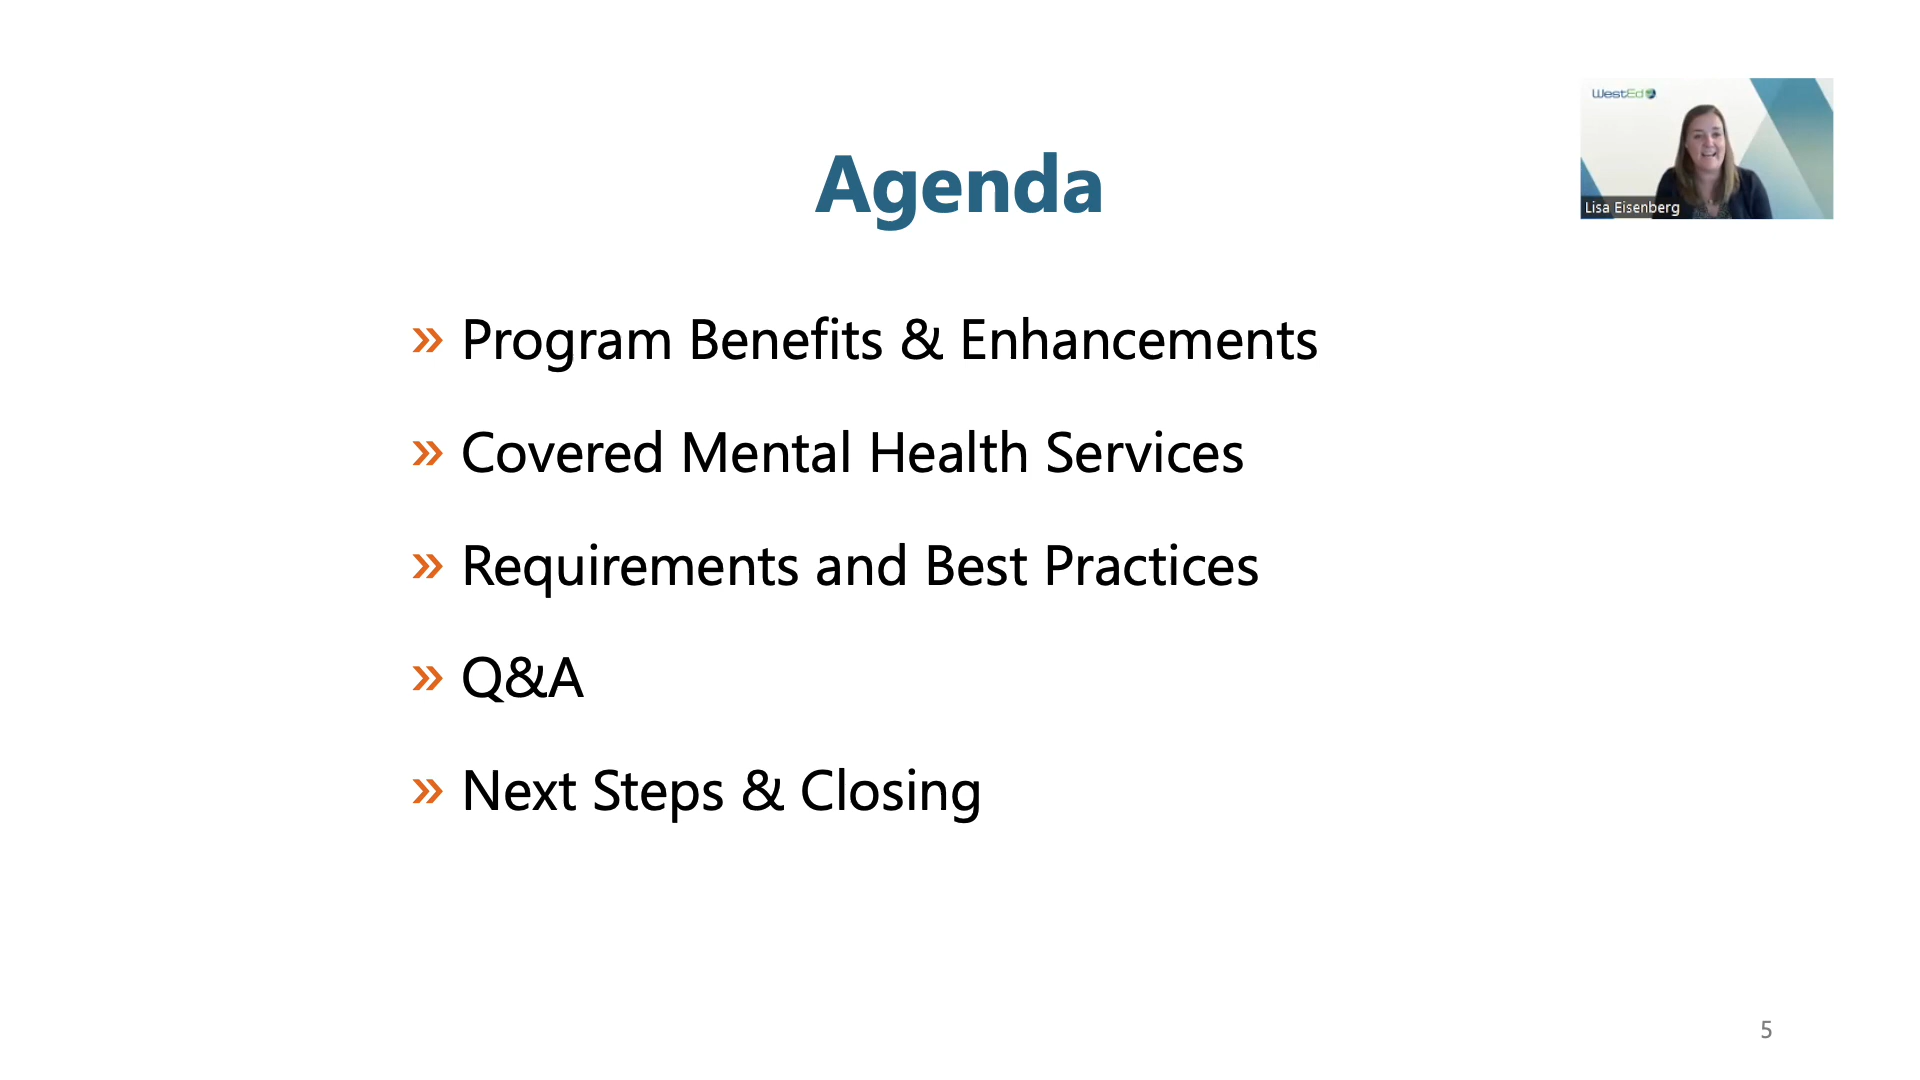 WestEd
Lisa Eisenberg
Agenda
» Program Benefits & Enhancements
» Covered Mental Health Services
» Requirements and Best Practices
» Q&A
» Next Steps & Closing
5